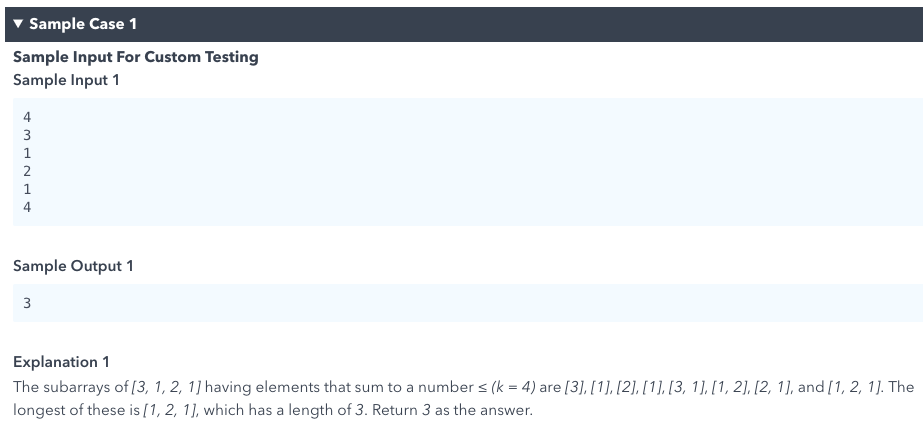 ▼ Sample Case 1
Sample Input For Custom Testing
Sample Input 1
4
3
1
2
1
4
Sample Output 1
3
Explanation 1
The subarrays of [3, 1, 2, 1] having elements that sum to a number ≤ (k = 4) are [3], [1], [2], [1], [3, 1], [1, 2], [2, 1], and [1, 2, 1]. The
longest of these is [1, 2, 1], which has a length of 3. Return 3 as the answer.